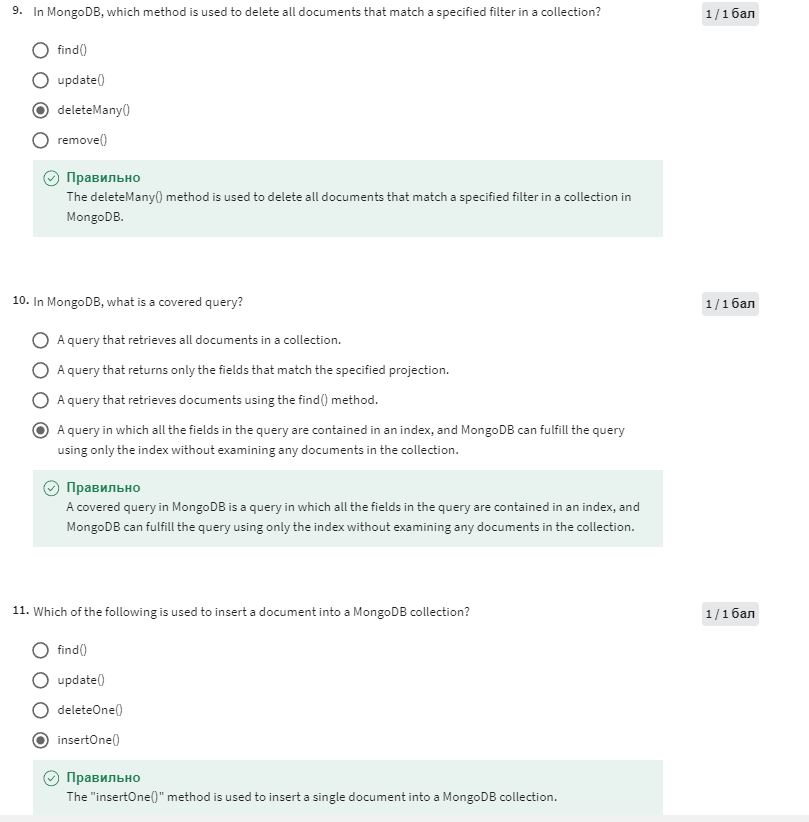 9. In MongoDB, which method is used to delete all documents that match a specified filter in a collection? 1 / 1 бал
find()
update()
deleteMany()
remove()
Правильно
The deleteMany() method is used to delete all documents that match a specified filter in a collection in
MongoDB.
10. In MongoDB, what is a covered query? 1 / 1 бал
A query that retrieves all documents in a collection.
A query that returns only the fields that match the specified projection.
A query that retrieves documents using the find() method.
A query in which all the fields in the query are contained in an index, and MongoDB can fulfill the query
using only the index without examining any documents in the collection.
Правильно
A covered query in MongoDB is a query in which all the fields in the query are contained in an index, and
MongoDB can fulfill the query using only the index without examining any documents in the collection.
11. Which of the following is used to insert a document into a MongoDB collection? 1 / 1 бал
find()
update()
deleteOne()
insertOne()
Правильно
The "insertOne()" method is used to insert a single document into a MongoDB collection.